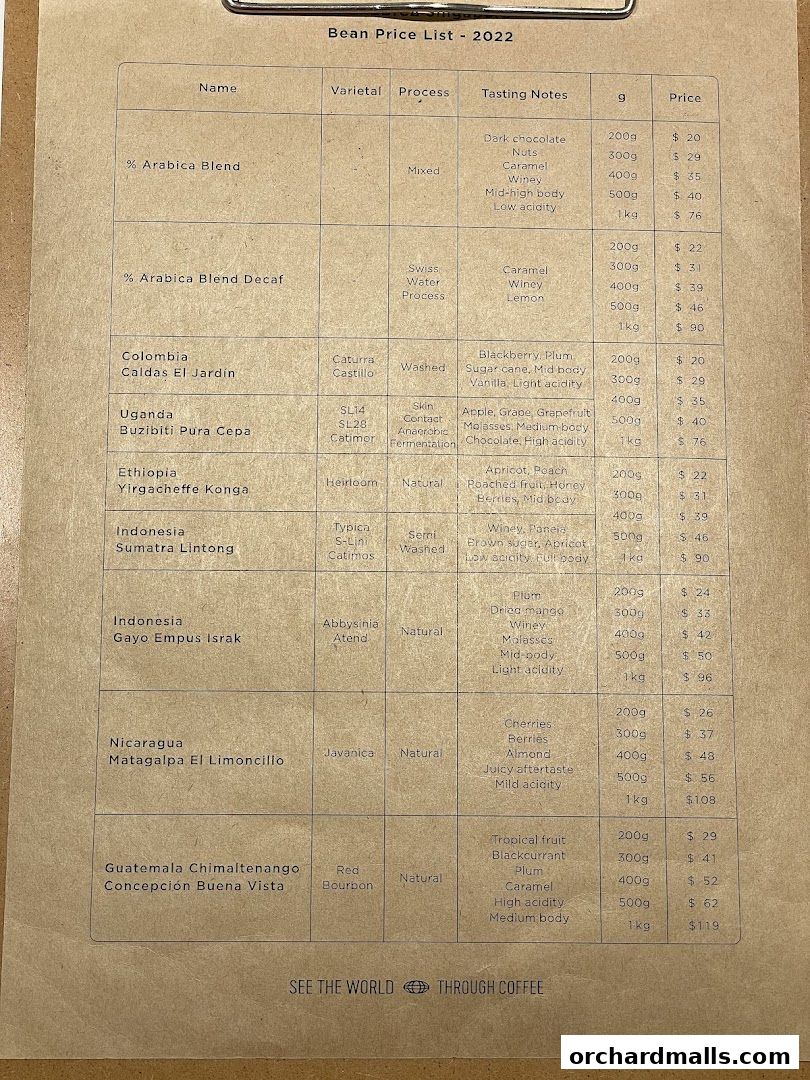 Bean Price List - 2022
Name Varietal Process Tasting Notes g Price
% Arabica Blend
Mixed
Dark chocolate
Nuts
Caramel
Winey
Mid-high body
Low acidity
200g $ 20
300g $ 29
400g $ 35
500g $ 40
1kg $ 76
% Arabica Blend Decaf
Swiss
Water
Process
Caramel
Winey
Lemon
200g $ 22
300g $ 31
400g $ 39
500g $ 46
1kg $ 90
Colombia
Caldas El Jardín
Caturra
Castillo
Washed
Blackberry, Plum
Sugar cane, Mid body
Vanilla, Light acidity
Uganda
Buzibiti Pura Cepa
SL14
SL28
Catimor
Skin
Contact
Anaerobic
Fermentation
Apple, Grape, Grapefruit
Molasses, Medium-body
Chocolate, High acidity
200g $ 20
300g $ 29
400g $ 35
500g $ 40
1kg $ 76
Ethiopia
Yirgacheffe Konga
Heirloom
Natural
Apricot, Peach
Poached fruit, Honey
Berries, Mid body
Indonesia
Sumatra Lintong
Typica
S-Lini
Catimos
Semi
Washed
Winey, Panela
Brown sugar, Apricot
Low acidity, Full body
200g $ 22
300g $ 31
400g $ 39
500g $ 46
1kg $ 90
Indonesia
Gayo Empus Israk
Abbysinia
Atend
Natural
Plum
Dried mango
Winey
Molasses
Mid-body
Light acidity
200g $ 24
300g $ 33
400g $ 42
500g $ 50
1kg $ 96
Nicaragua
Matagalpa El Limoncillo
Javanica
Natural
Cherries
Berries
Almond
Juicy aftertaste
Mild acidity
200g $ 26
300g $ 37
400g $ 48
500g $ 56
1kg $108
Guatemala Chimaltenango
Concepción Buena Vista
Red
Bourbon
Natural
Tropical fruit
Blackcurrant
Plum
Caramel
High acidity
Medium body
200g $ 29
300g $ 41
400g $ 52
500g $ 62
1kg $119
SEE THE WORLD THROUGH COFFEE
orchardmalls.com